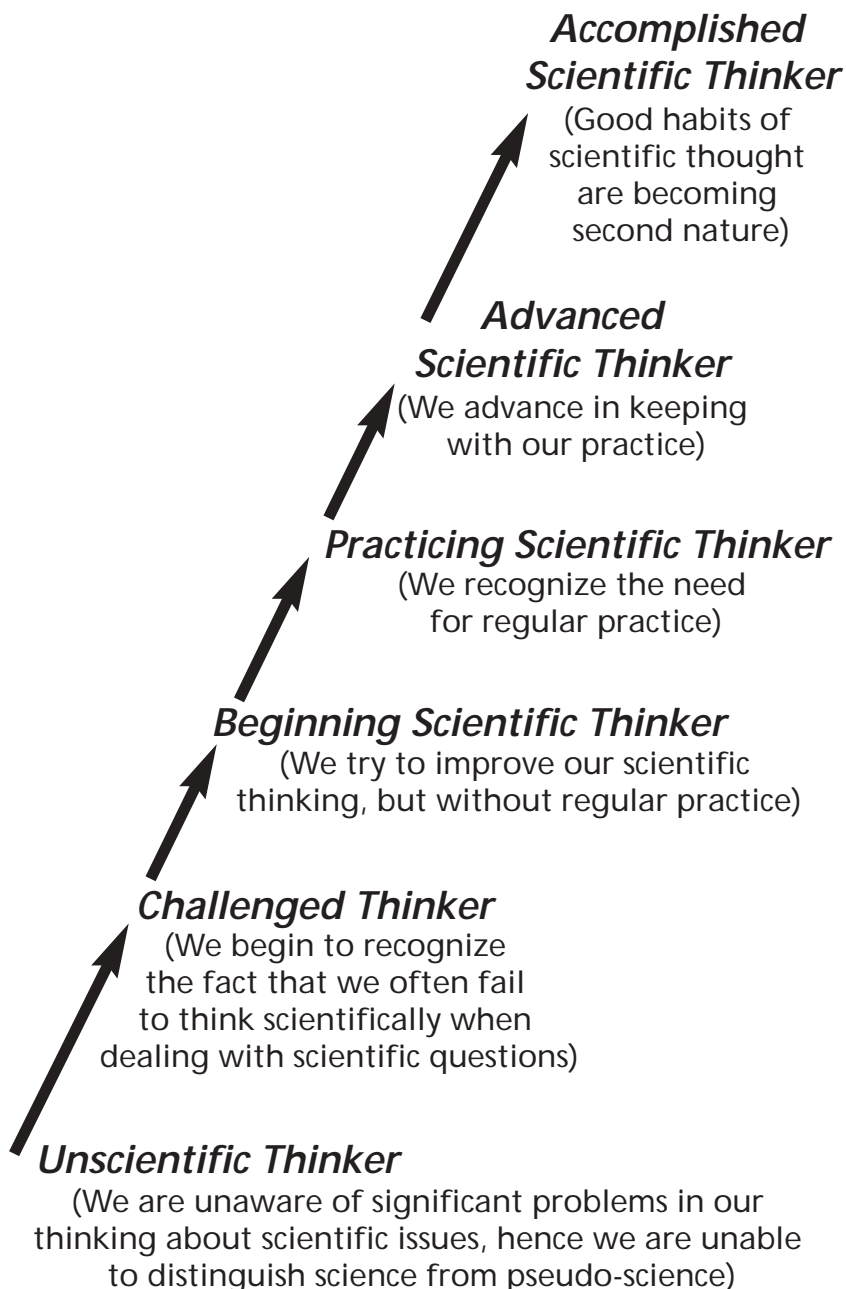 Accomplished
Scientific Thinker
(Good habits of
scientific thought
are becoming
second nature)
Advanced
Scientific Thinker
(We advance in keeping
with our practice)
Practicing Scientific Thinker
(We recognize the need
for regular practice)
Beginning Scientific Thinker
(We try to improve our scientific
thinking, but without regular practice)
Challenged Thinker
(We begin to recognize
the fact that we often fail
to think scientifically when
dealing with scientific questions)
Unscientific Thinker
(We are unaware of significant problems in our
thinking about scientific issues, hence we are unable
to distinguish science from pseudo-science)